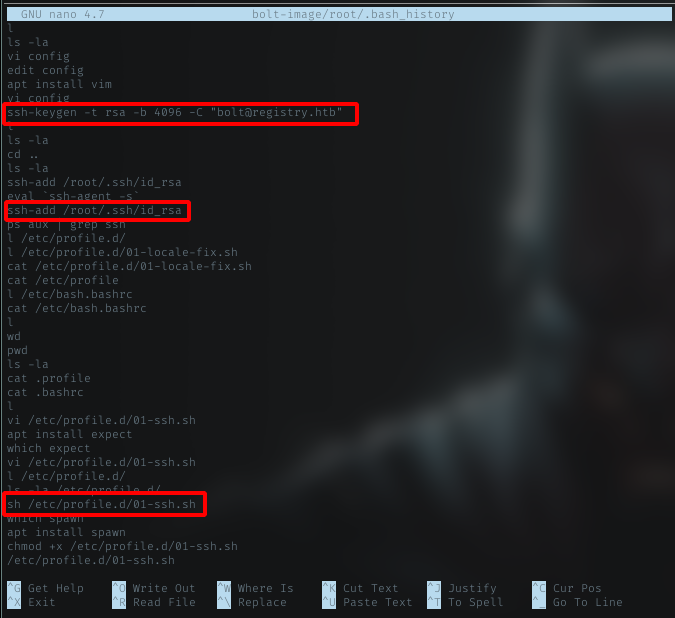 GNU nano 4.7 bolt-image/root/.bash_history
l
ls -la
vi config
edit config
apt install vim
vi config
ssh-keygen -t rsa -b 4096 -C "bolt@registry.htb"
l
ls -la
cd ..
ls -la
ssh-add /root/.ssh/id_rsa
eval `ssh-agent -s`
ssh-add /root/.ssh/id_rsa
ps aux | grep ssh
l /etc/profile.d/
l /etc/profile.d/01-locale-fix.sh
cat /etc/profile.d/01-locale-fix.sh
cat /etc/profile
l /etc/bash.bashrc
cat /etc/bash.bashrc
l
wd
pwd
ls -la
cat .profile
cat .bashrc
l
vi /etc/profile.d/01-ssh.sh
apt install expect
which expect
vi /etc/profile.d/01-ssh.sh
l /etc/profile.d/
ls -la /etc/profile.d/
sh /etc/profile.d/01-ssh.sh
which spawn
apt install spawn
chmod +x /etc/profile.d/01-ssh.sh
/etc/profile.d/01-ssh.sh
^G Get Help ^O Write Out ^W Where Is ^K Cut Text ^J Justify ^C Cur Pos
^X Exit ^R Read File ^\ Replace ^U Paste Text ^T To Spell ^_ Go To Line